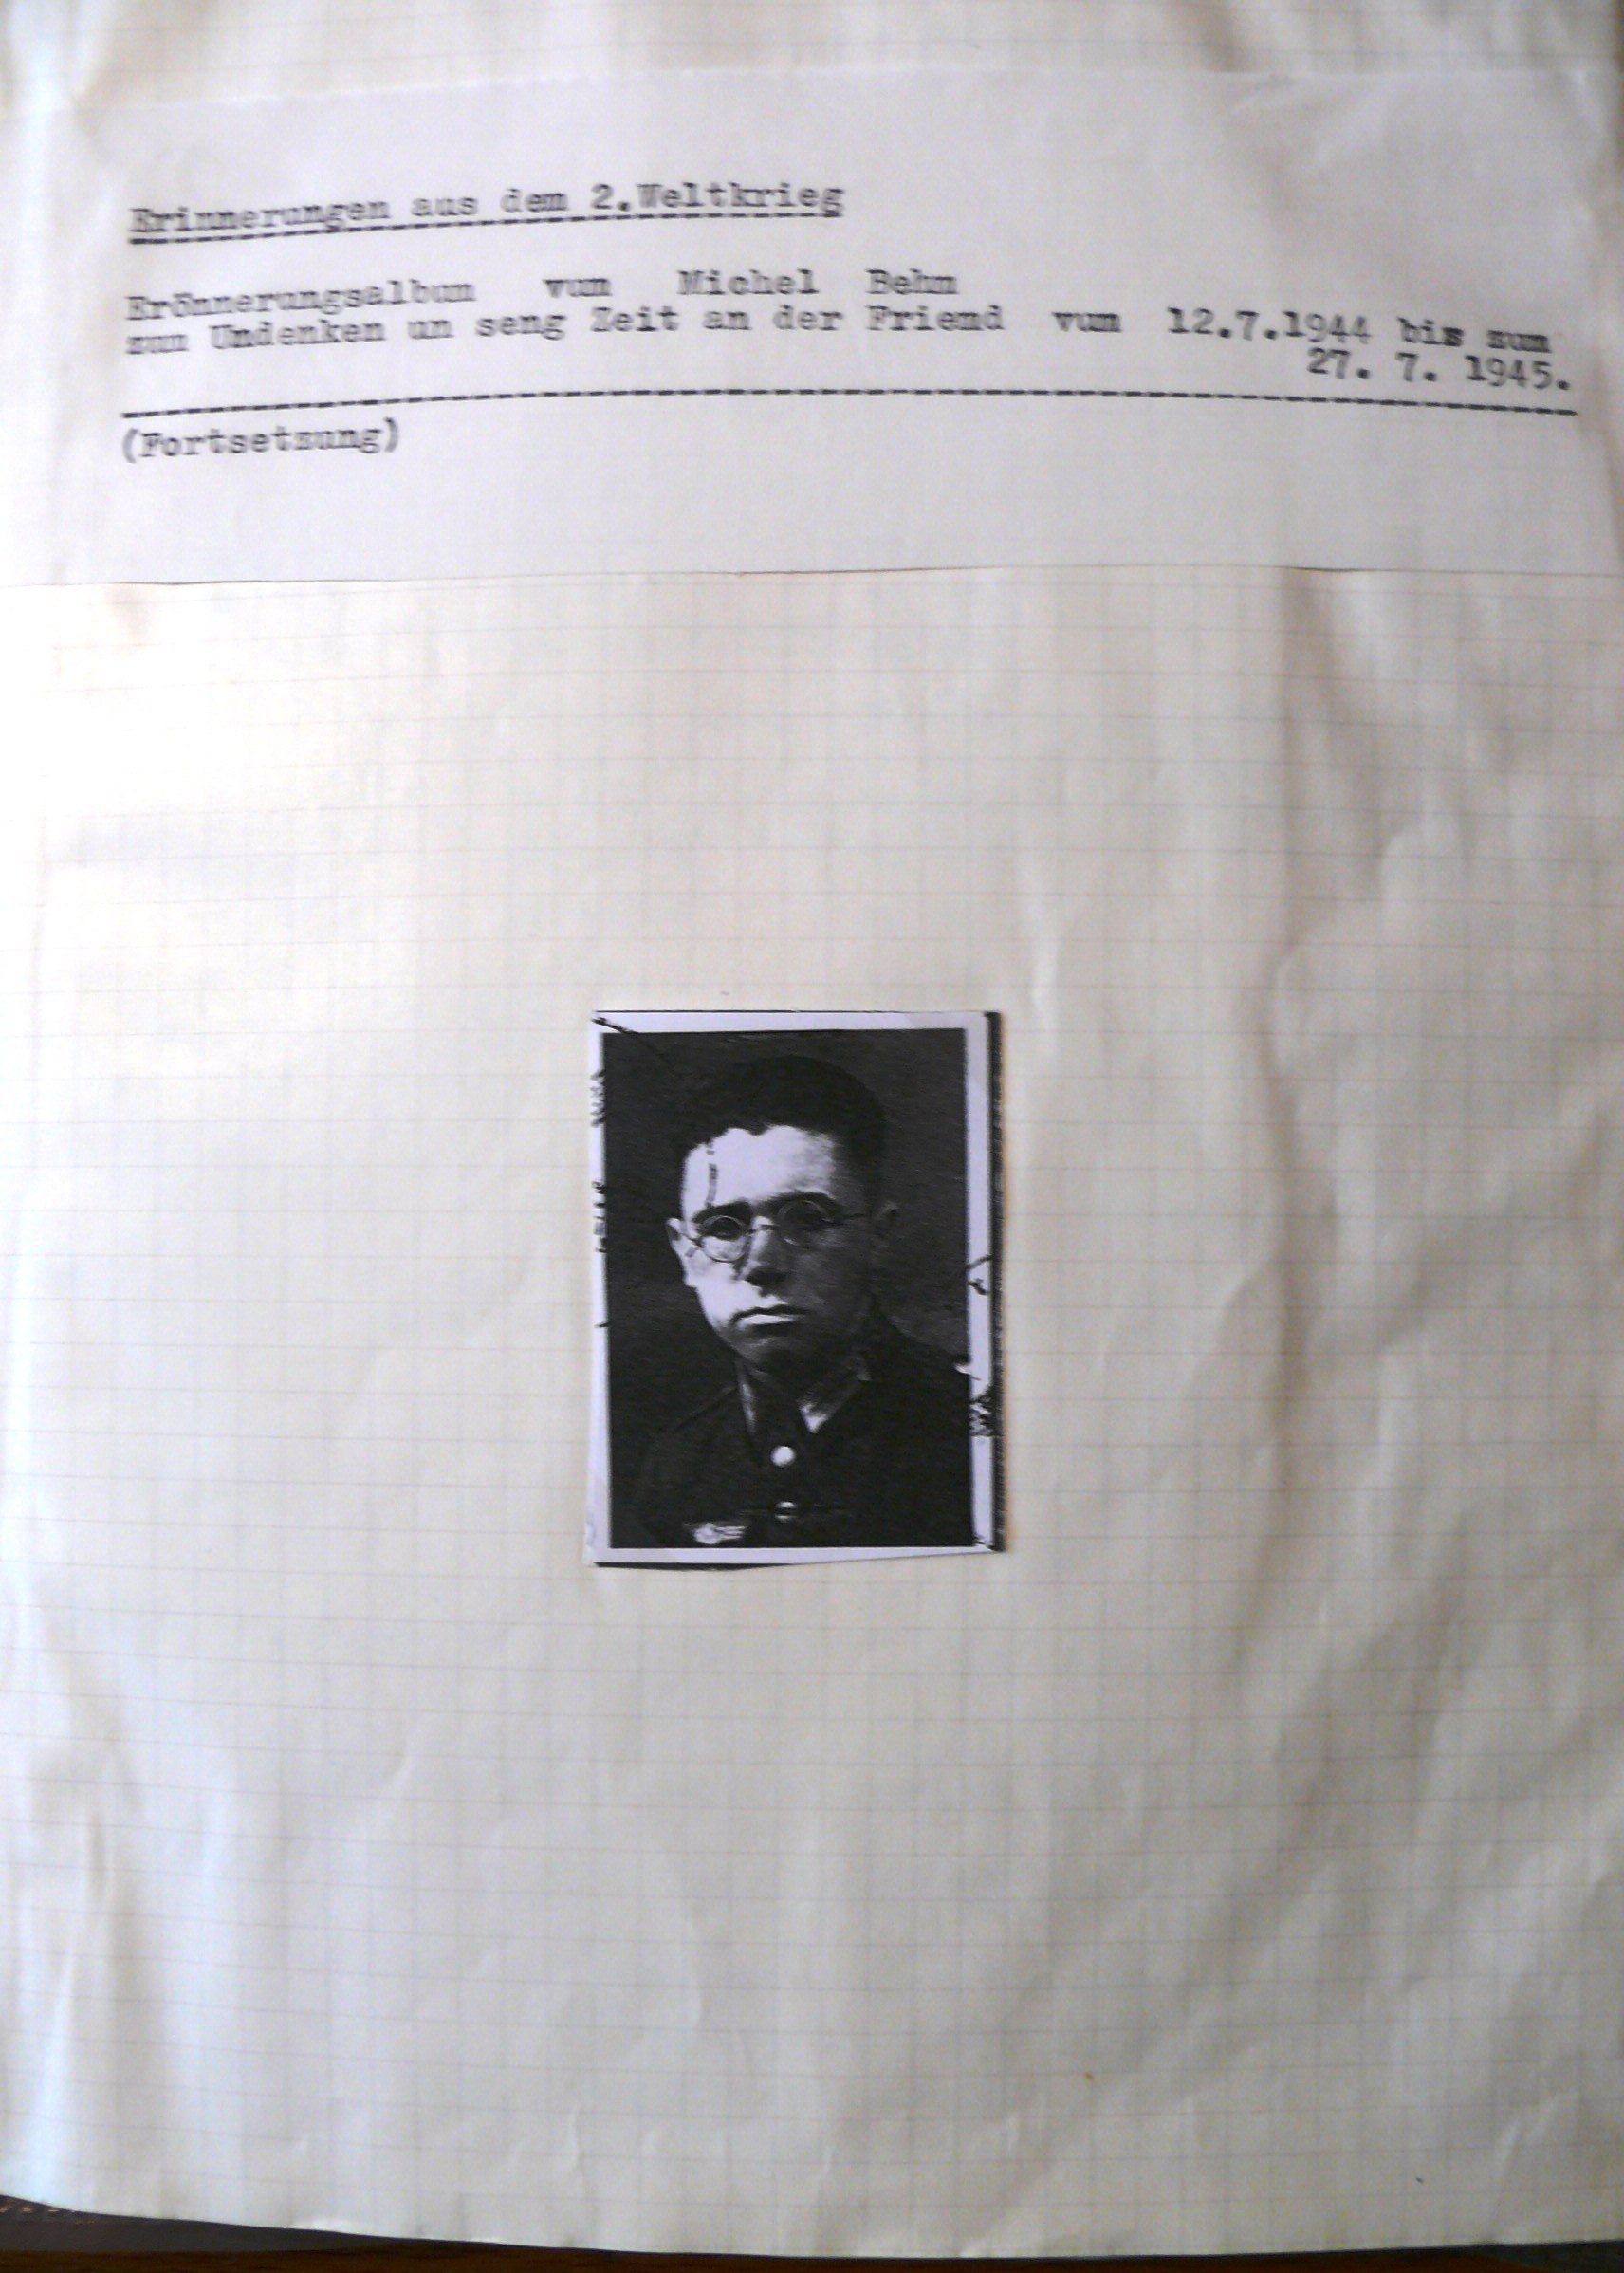 Erinnerungen aus dem 2.Weltkrieg
Erönnerungsalbum vum Michel Behm
zum Undenken un seng Zeit an der Friemd vum 12.7.1944 bis zum
27. 7. 1945.
(Fortsetzung)